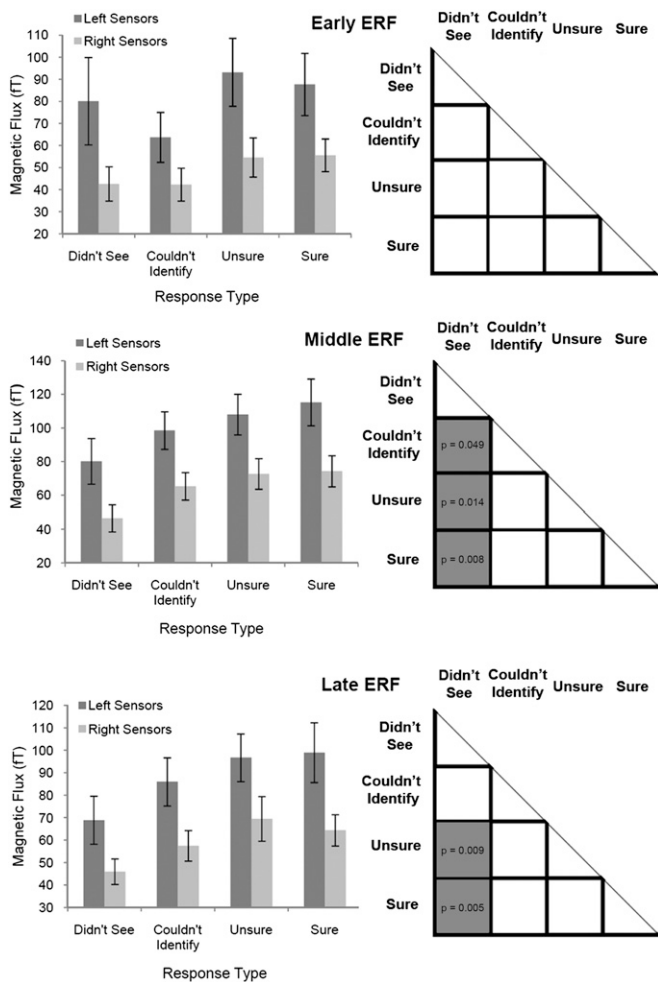 Early ERF
Left Sensors
Right Sensors
Magnetic Flux (fT)
110
100
90
80
70
60
50
40
30
20
Didn't See
Couldn't
Identify
Unsure
Sure
Response Type
Didn't
See
Couldn't
Identify
Unsure
Sure
Didn't
See
Couldn't
Identify
Unsure
Sure
Middle ERF
Left Sensors
Right Sensors
Magnetic FLux (fT)
140
120
100
80
60
40
20
Didn't See
Couldn't
Identify
Unsure
Sure
Response Type
Didn't
See
Couldn't
Identify
Unsure
Sure
Didn't
See
Couldn't
Identify
p = 0.049
Unsure
p = 0.014
Sure
p = 0.008
Late ERF
Left Sensors
Right Sensors
Magnetic Flux (fT)
120
110
100
90
80
70
60
50
40
30
Didn't See
Couldn't
Identify
Unsure
Sure
Response Type
Didn't
See
Couldn't
Identify
Unsure
Sure
Didn't
See
Couldn't
Identify
Unsure
p = 0.009
Sure
p = 0.005